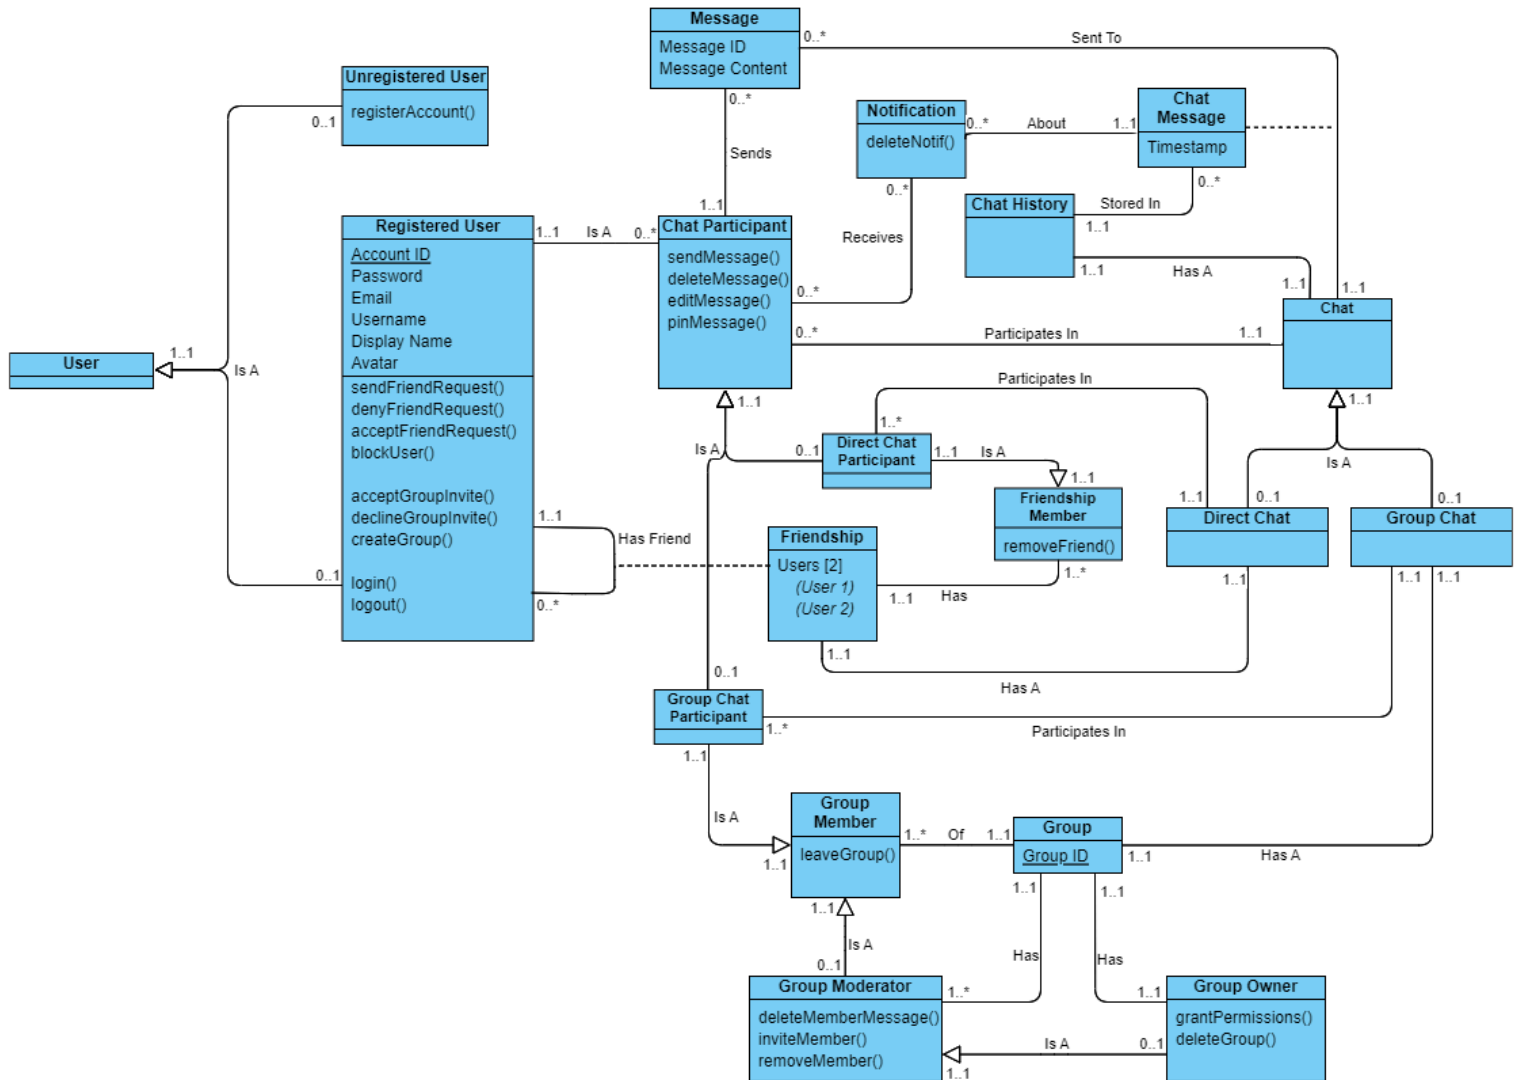 Message
Message ID
Message Content
0..*
Sent To
0..*
Unregistered User
registerAccount()
0..1
Notification
deleteNotif()
0..*
About
1..1
Chat
Message
Timestamp
Sends
0..*
0..*
Chat History
Stored In
1..1
1..1
Has A
1..1
1..1
1..1
Registered User
Account ID
Password
Email
Username
Display Name
Avatar
sendFriendRequest()
denyFriendRequest()
acceptFriendRequest()
blockUser()
acceptGroupInvite()
declineGroupInvite()
createGroup()
login()
logout()
1..1
Is A
0..*
Chat Participant
sendMessage()
deleteMessage()
editMessage()
pinMessage()
Receives
0..*
0..*
Participates In
1..1
Chat
User
1..1
Is A
0..1
1..1
Is A
0..1
Participates In
1..*
Direct Chat
Participant
1..1
Is A
1..1
Friendship
Member
removeFriend()
1..*
1..1
Is A
1..1
0..1
0..1
Direct Chat
Group Chat
1..1
Has Friend
0..*
Friendship
Users [2]
(User 1)
(User 2)
1..1
Has
1..1
1..1
1..1
1..1
Has A
0..1
Group Chat
Participant
1..*
Participates In
1..1
Is A
1..1
Group
Member
leaveGroup()
1..*
Of
1..1
Group
Group ID
1..1
Has A
1..1
1..1
1..1
Is A
0..1
Has
Has
Group Moderator
deleteMemberMessage()
inviteMember()
removeMember()
1..*
1..1
Group Owner
grantPermissions()
deleteGroup()
Is A
0..1
1..1